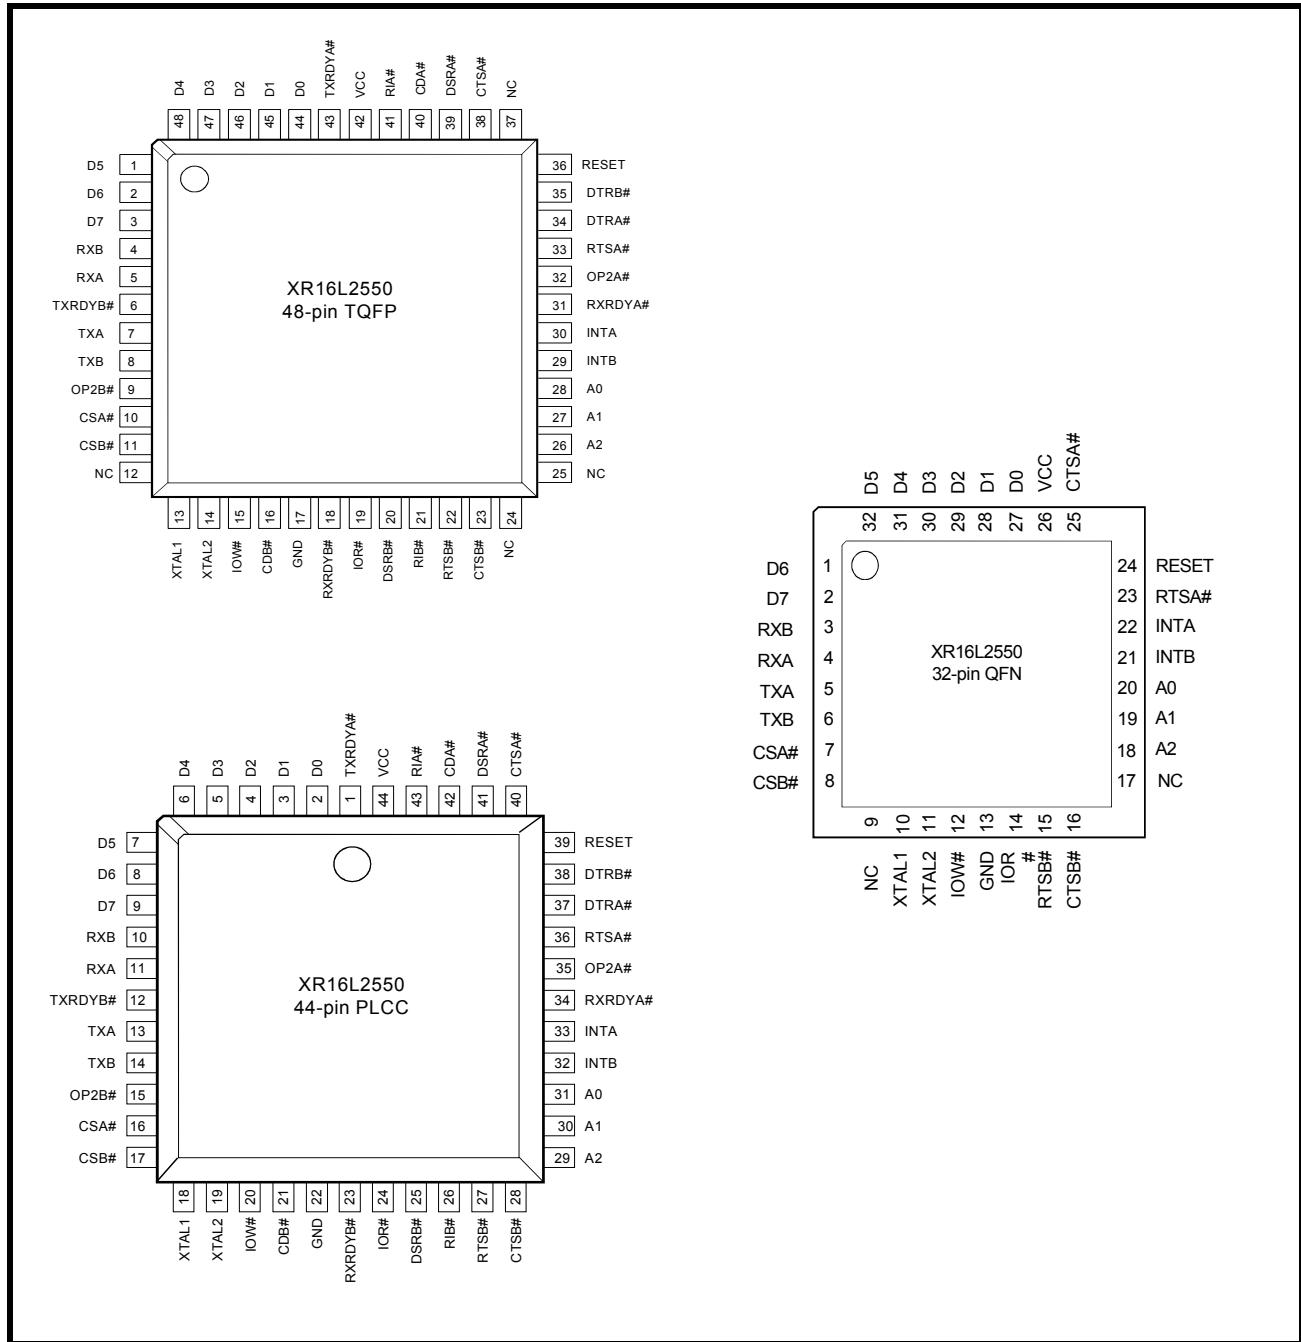 D4 D3 D2 D1 D0 TXRDYA# VCC RIA# CDA# DSRA# CTSA# NC
48 47 46 45 44 43 42 41 40 39 38 37
D5 1
D6 2
D7 3
RXB 4
RXA 5
TXRDYB# 6
TXA 7
TXB 8
OP2B# 9
CSA# 10
CSB# 11
NC 12
XR16L2550
48-pin TQFP
36 RESET
35 DTRB#
34 DTRA#
33 RTSA#
32 OP2A#
31 RXRDYA#
30 INTA
29 INTB
28 A0
27 A1
26 A2
25 NC
13 14 15 16 17 18 19 20 21 22 23 24
XTAL1 XTAL2 IOW# CDB# GND RXRDYB# IOR# DSRB# RIB# RTSB# CTSB# NC
D5 D4 D3 D2 D1 D0 VCC CTSA#
32 31 30 29 28 27 26 25
D6 1
D7 2
RXB 3
RXA 4
TXA 5
TXB 6
CSA# 7
CSB# 8
XR16L2550
32-pin QFN
24 RESET
23 RTSA#
22 INTA
21 INTB
20 A0
19 A1
18 A2
17 NC
9 10 11 12 13 14 15 16
NC XTAL1 XTAL2 IOW# GND IOR # RTSB# CTSB#
D4 D3 D2 D1 D0 TXRDYA# VCC RIA# CDA# DSRA# CTSA#
6 5 4 3 2 1 44 43 42 41 40
D5 7
D6 8
D7 9
RXB 10
RXA 11
TXRDYB# 12
TXA 13
TXB 14
OP2B# 15
CSA# 16
CSB# 17
XR16L2550
44-pin PLCC
39 RESET
38 DTRB#
37 DTRA#
36 RTSA#
35 OP2A#
34 RXRDYA#
33 INTA
32 INTB
31 A0
30 A1
29 A2
18 19 20 21 22 23 24 25 26 27 28
XTAL1 XTAL2 IOW# CDB# GND RXRDYB# IOR# DSRB# RIB# RTSB# CTSB#